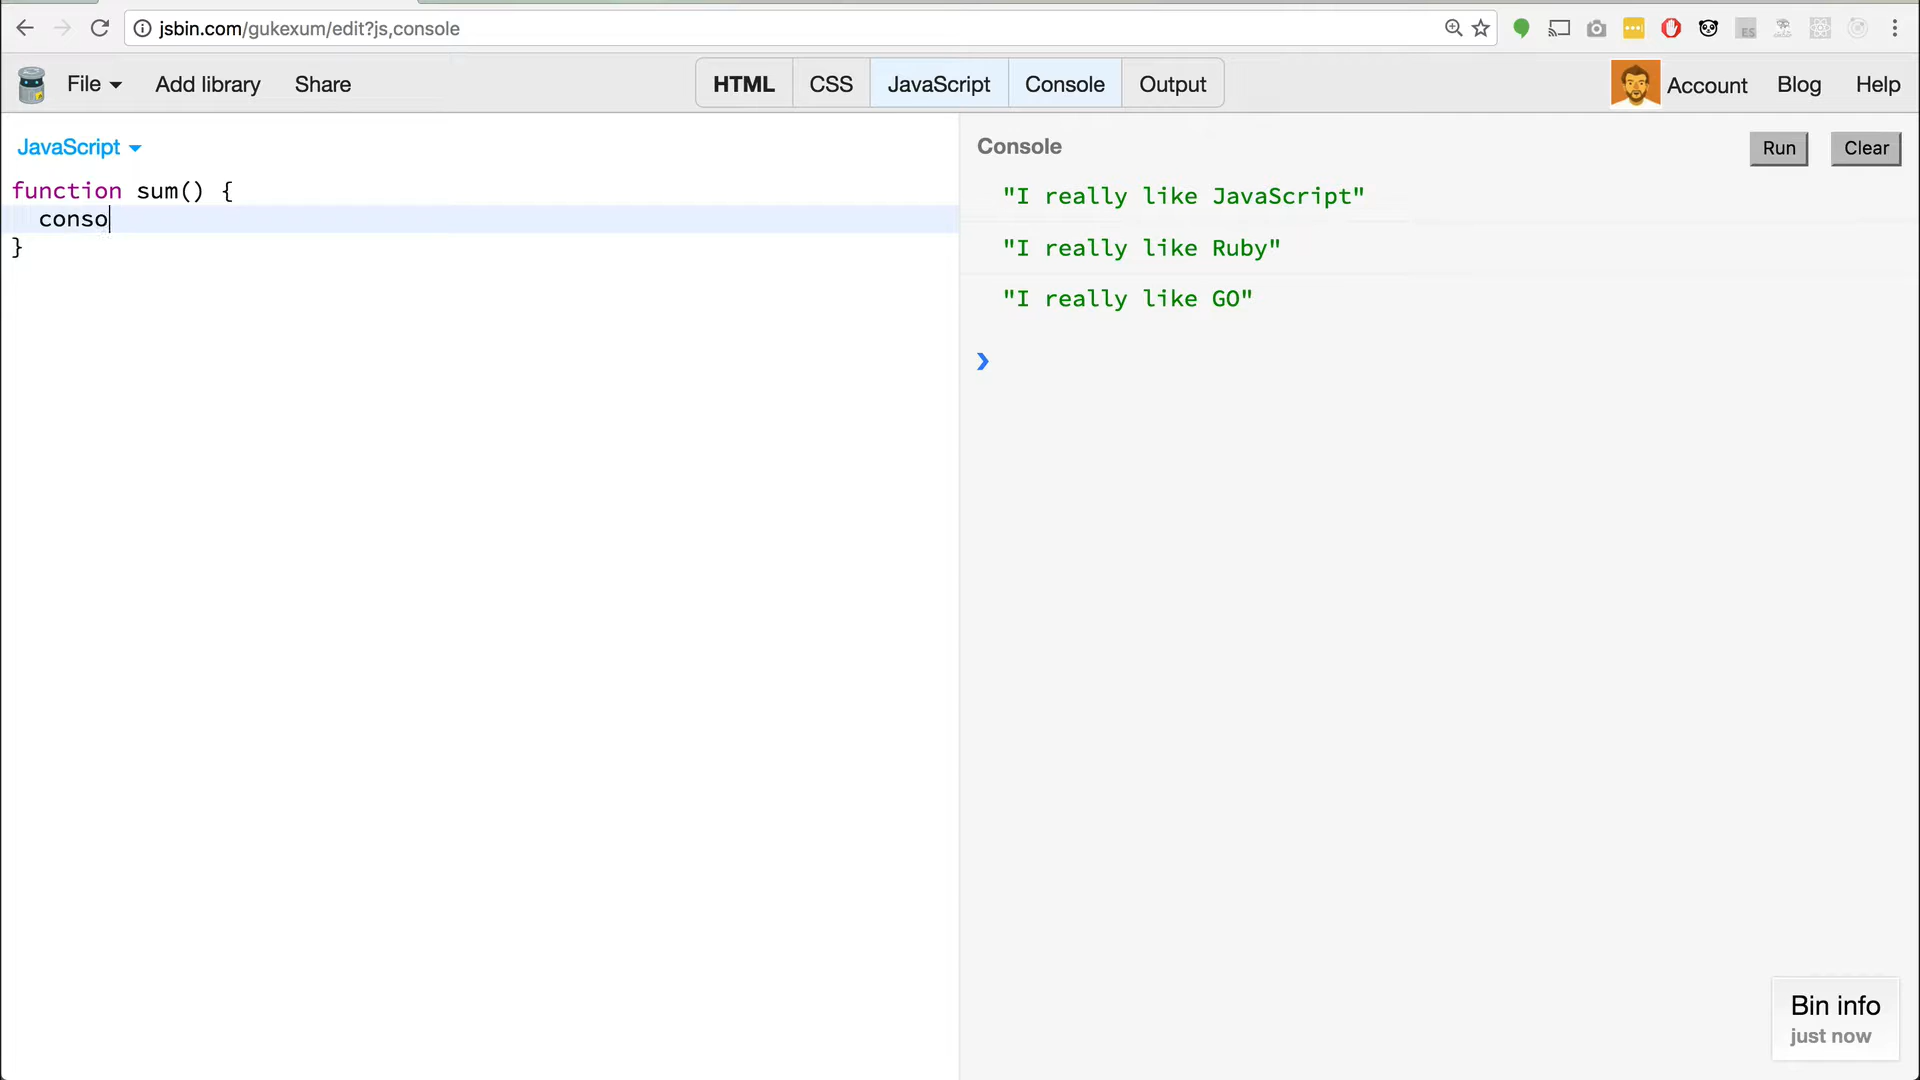 jsbin.com/gukexum/edit?js,console
ES
File
Add library
Share
HTML
CSS
JavaScript
Console
Output
Account
Blog
Help
JavaScript
function sum() {
conso
}
Console
Run
Clear
"I really like JavaScript"
"I really like Ruby"
"I really like GO"
Bin info
just now